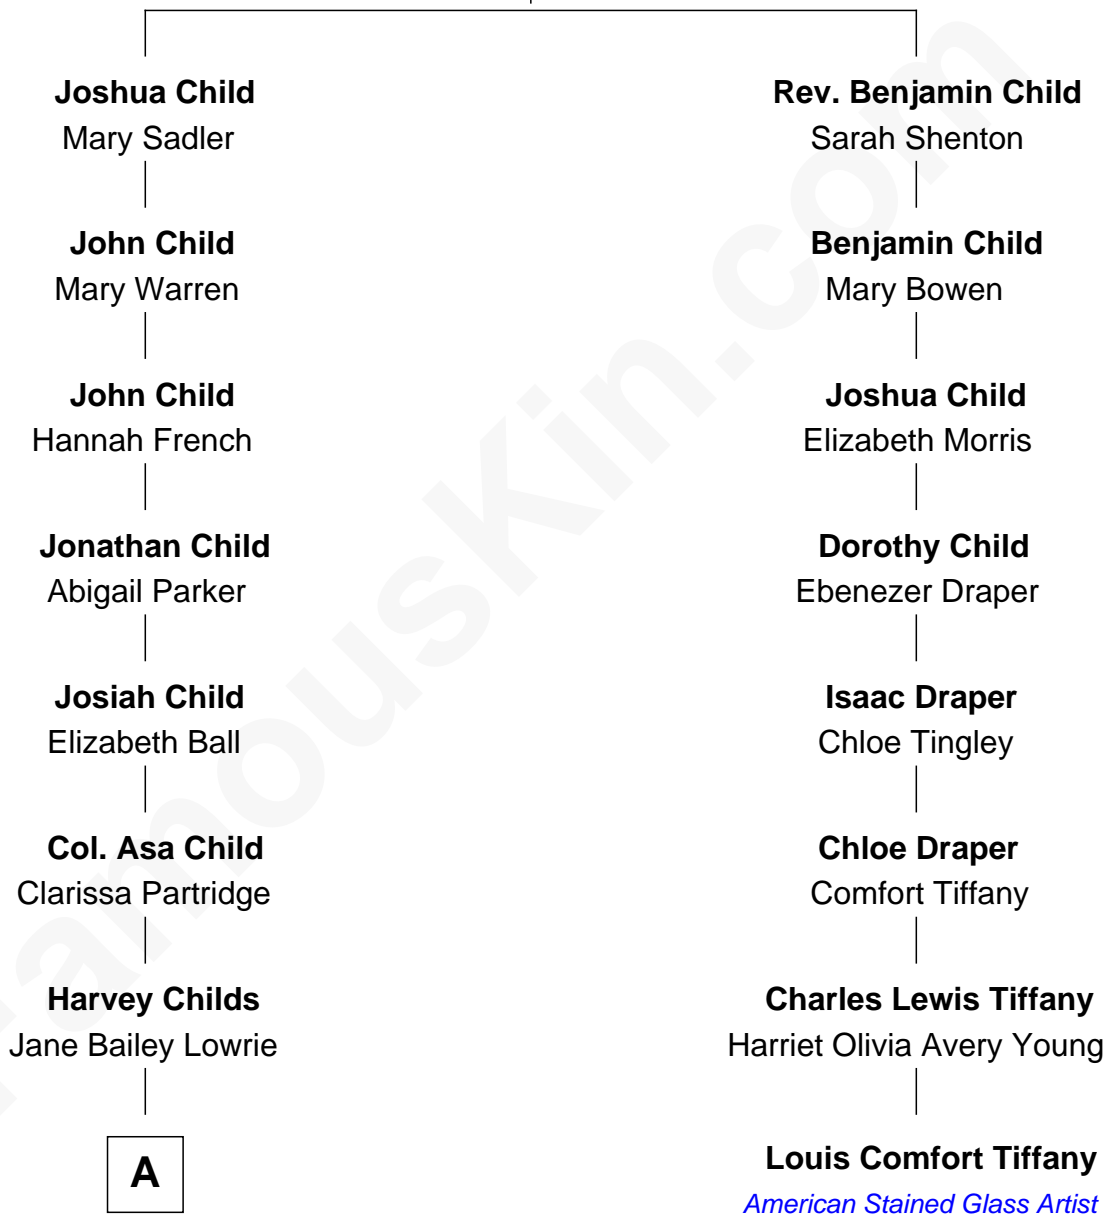 Joshua Child
Mary Sadler
Rev. Benjamin Child
Sarah Shenton
John Child
Mary Warren
Benjamin Child
Mary Bowen
John Child
Hannah French
Joshua Child
Elizabeth Morris
Jonathan Child
Abigail Parker
Dorothy Child
Ebenezer Draper
Josiah Child
Elizabeth Ball
Isaac Draper
Chloe Tingley
Col. Asa Child
Clarissa Partridge
Chloe Draper
Comfort Tiffany
Harvey Childs
Jane Bailey Lowrie
Charles Lewis Tiffany
Harriet Olivia Avery Young
A
Louis Comfort Tiffany
American Stained Glass Artist
FamousKin.com